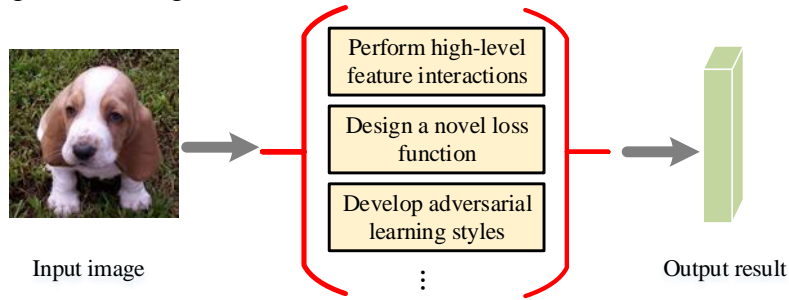 Perform high-level
feature interactions
Design a novel loss
function
Develop adversarial
learning styles
...
Input image
Output result